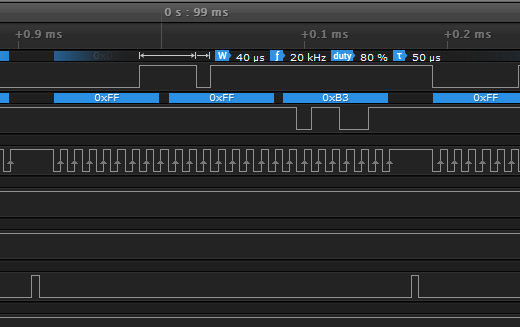 0 s : 99 ms
+0.9 ms +0.1 ms +0.2 ms
W 40 µs f 20 kHz duty 80 % τ 50 µs
0xFF 0xFF 0xB3 0xFF